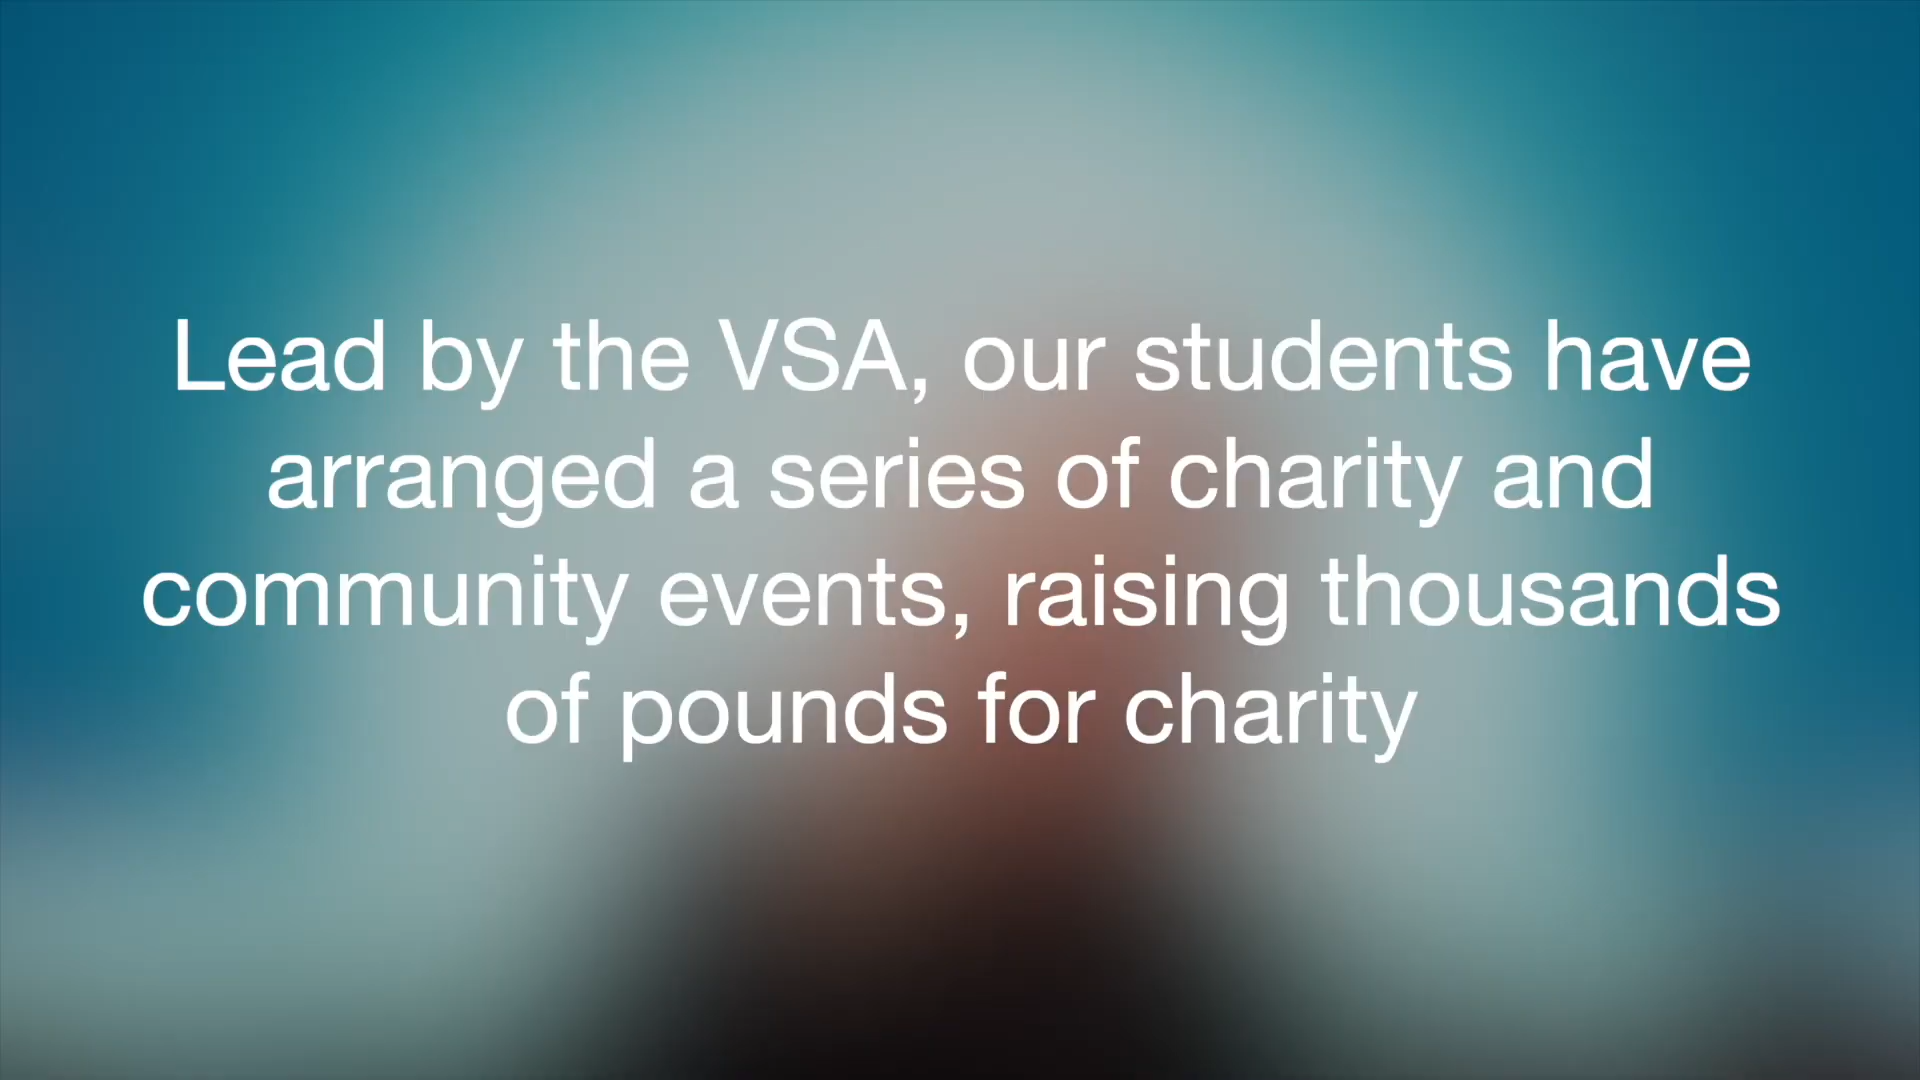 Lead by the VSA, our students have
arranged a series of charity and
community events, raising thousands
of pounds for charity